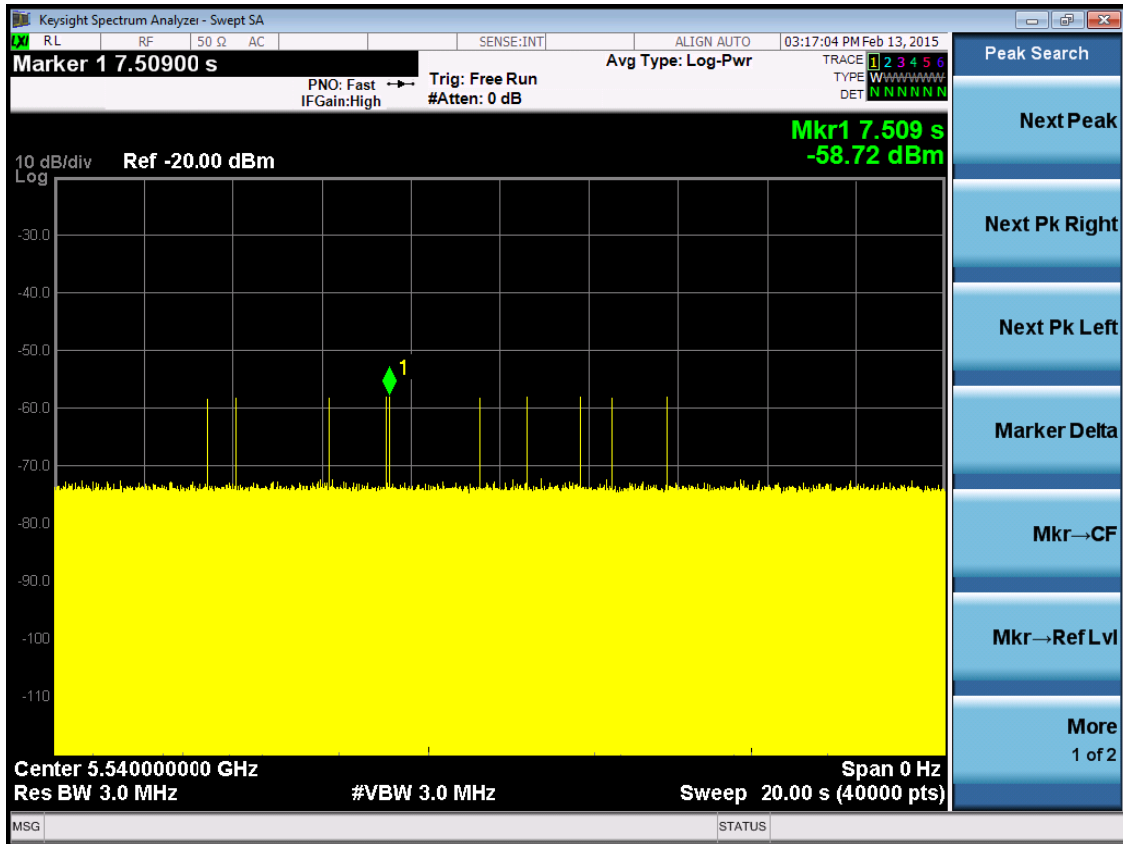 Keysight Spectrum Analyzer - Swept SA
LXI RL RF 50 Ω AC SENSE:INT ALIGN AUTO 03:17:04 PM Feb 13, 2015
Marker 1 7.50900 s
PNO: Fast
IFGain:High
Trig: Free Run
#Atten: 0 dB
Avg Type: Log-Pwr
TRACE 1 2 3 4 5 6
TYPE WWWWWW
DET N N N N N N
Mkr1 7.509 s
-58.72 dBm
10 dB/div
Log
Ref -20.00 dBm
-30.0
-40.0
-50.0
-60.0
-70.0
-80.0
-90.0
-100
-110
1
Center 5.540000000 GHz
Span 0 Hz
Res BW 3.0 MHz
#VBW 3.0 MHz
Sweep 20.00 s (40000 pts)
MSG
STATUS
Peak Search
Next Peak
Next Pk Right
Next Pk Left
Marker Delta
Mkr→CF
Mkr→Ref Lvl
More
1 of 2